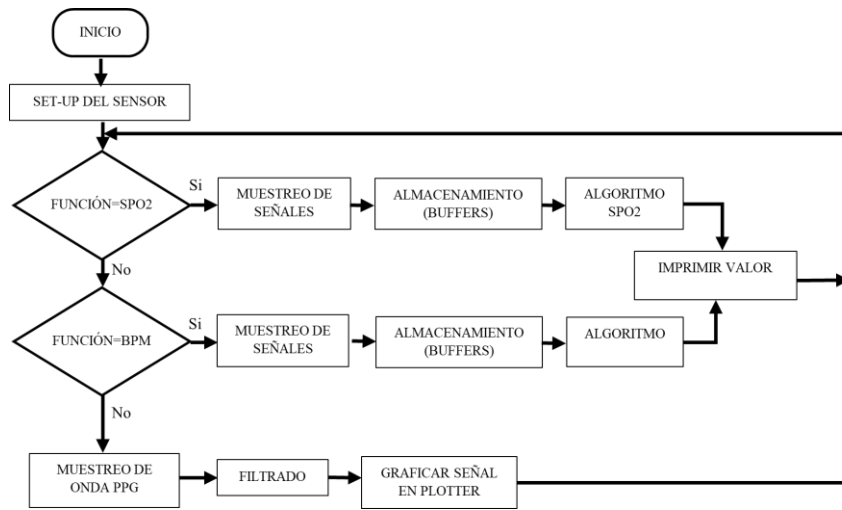 INICIO
SET-UP DEL SENSOR
FUNCIÓN=SPO2
Si
MUESTREO DE
SEÑALES
ALMACENAMIENTO
(BUFFERS)
ALGORITMO
SPO2
IMPRIMIR VALOR
No
FUNCIÓN=BPM
Si
MUESTREO DE
SEÑALES
ALMACENAMIENTO
(BUFFERS)
ALGORITMO
No
MUESTREO DE
ONDA PPG
FILTRADO
GRAFICAR SEÑAL
EN PLOTTER